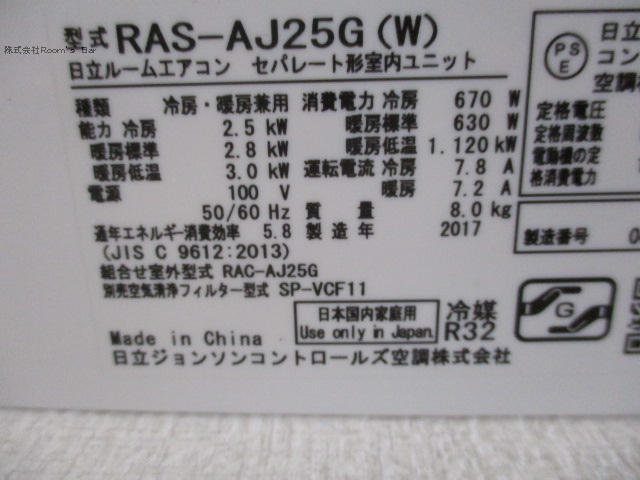 株式会社Room's Bar
型式 RAS-AJ25G(W)
日立ルームエアコン セパレート形室内ユニット
種類 冷房・暖房兼用
能力 冷房 2.5 kW
暖房標準 2.8 kW
暖房低温 3.0 kW
電源 100 V
50/60 Hz
消費電力 冷房 670 W
暖房標準 630 W
暖房低温 1.120 kW
運転電流 冷房 7.8 A
暖房 7.2 A
質量 8.0 kg
通年エネルギー消費効率 5.8
製造年 2017
(JIS C 9612:2013)
組合せ室外型式 RAC-AJ25G
別売空気清浄フィルター型式 SP-VCF11
日本国内家庭用
Use only in Japan.
冷媒
R32
Made in China
日立ジョンソンコントロールズ空調株式会社
PS
E
日立
コン
空調
定格電圧
定格周波数
電動機の定
格消費電力
製造番号
G